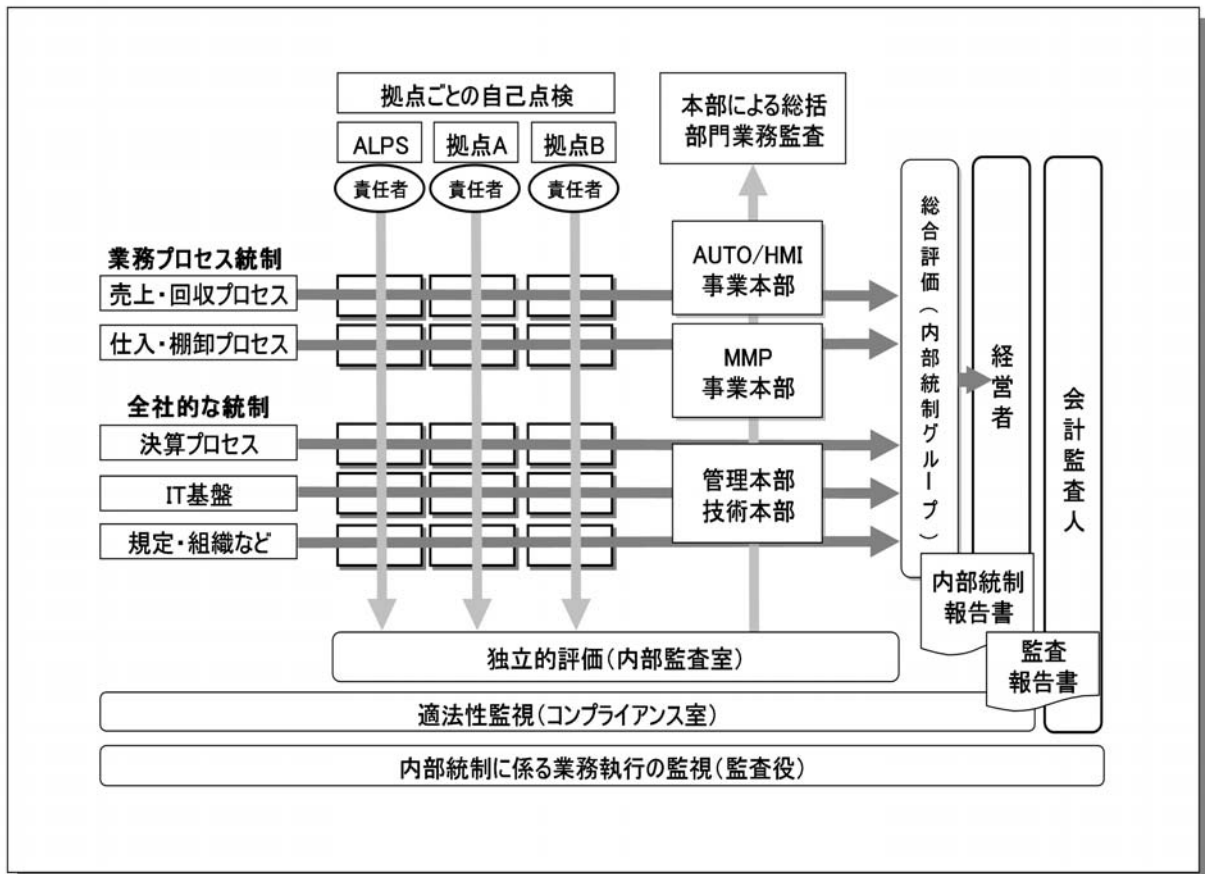 拠点ごとの自己点検
本部による総括
部門業務監査
ALPS
拠点A
拠点B
責任者
責任者
責任者
業務プロセス統制
売上・回収プロセス
仕入・棚卸プロセス
全社的な統制
決算プロセス
IT基盤
規定・組織など
AUTO/HMI
事業本部
MMP
事業本部
管理本部
技術本部
総合評価（内部統制グループ）
経営者
会計監査人
内部統制
報告書
監査
報告書
独立的評価（内部監査室）
適法性監視（コンプライアンス室）
内部統制に係る業務執行の監視（監査役）